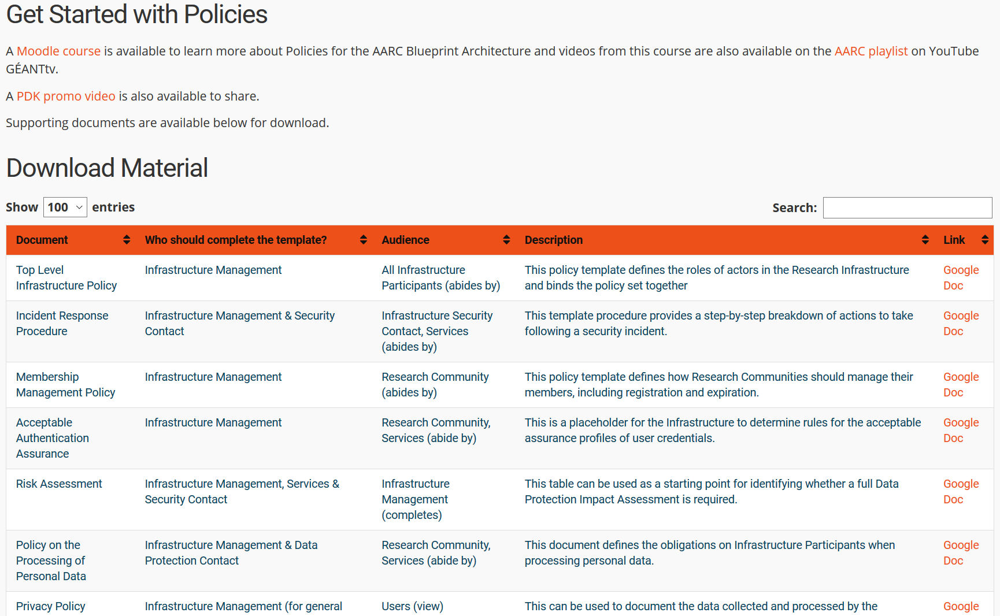 Get Started with Policies
A Moodle course is available to learn more about Policies for the AARC Blueprint Architecture and videos from this course are also available on the AARC playlist on YouTube
GÉANTtv.
A PDK promo video is also available to share.
Supporting documents are available below for download.
Download Material
Show 100 entries
Search:
Document Who should complete the template? Audience Description Link
Top Level Infrastructure Management All Infrastructure This policy template defines the roles of actors in the Research Infrastructure Google
Infrastructure Policy Participants (abides by) and binds the policy set together Doc
Incident Response Infrastructure Management & Security Infrastructure Security This template procedure provides a step-by-step breakdown of actions to take Google
Procedure Contact Contact, Services following a security incident. Doc
(abides by)
Membership Infrastructure Management Research Community This policy template defines how Research Communities should manage their Google
Management Policy (abides by) members, including registration and expiration. Doc
Acceptable Infrastructure Management Research Community, This is a placeholder for the Infrastructure to determine rules for the acceptable Google
Authentication Services (abide by) assurance profiles of user credentials. Doc
Assurance
Risk Assessment Infrastructure Management, Services & Infrastructure This table can be used as a starting point for identifying whether a full Data Google
Security Contact Management Protection Impact Assessment is required. Doc
(completes)
Policy on the Infrastructure Management & Data Research Community, This document defines the obligations on Infrastructure Participants when Google
Processing of Protection Contact Services (abide by) processing personal data. Doc
Personal Data
Privacy Policy Infrastructure Management (for general Users (view) This can be used to document the data collected and processed by the Google